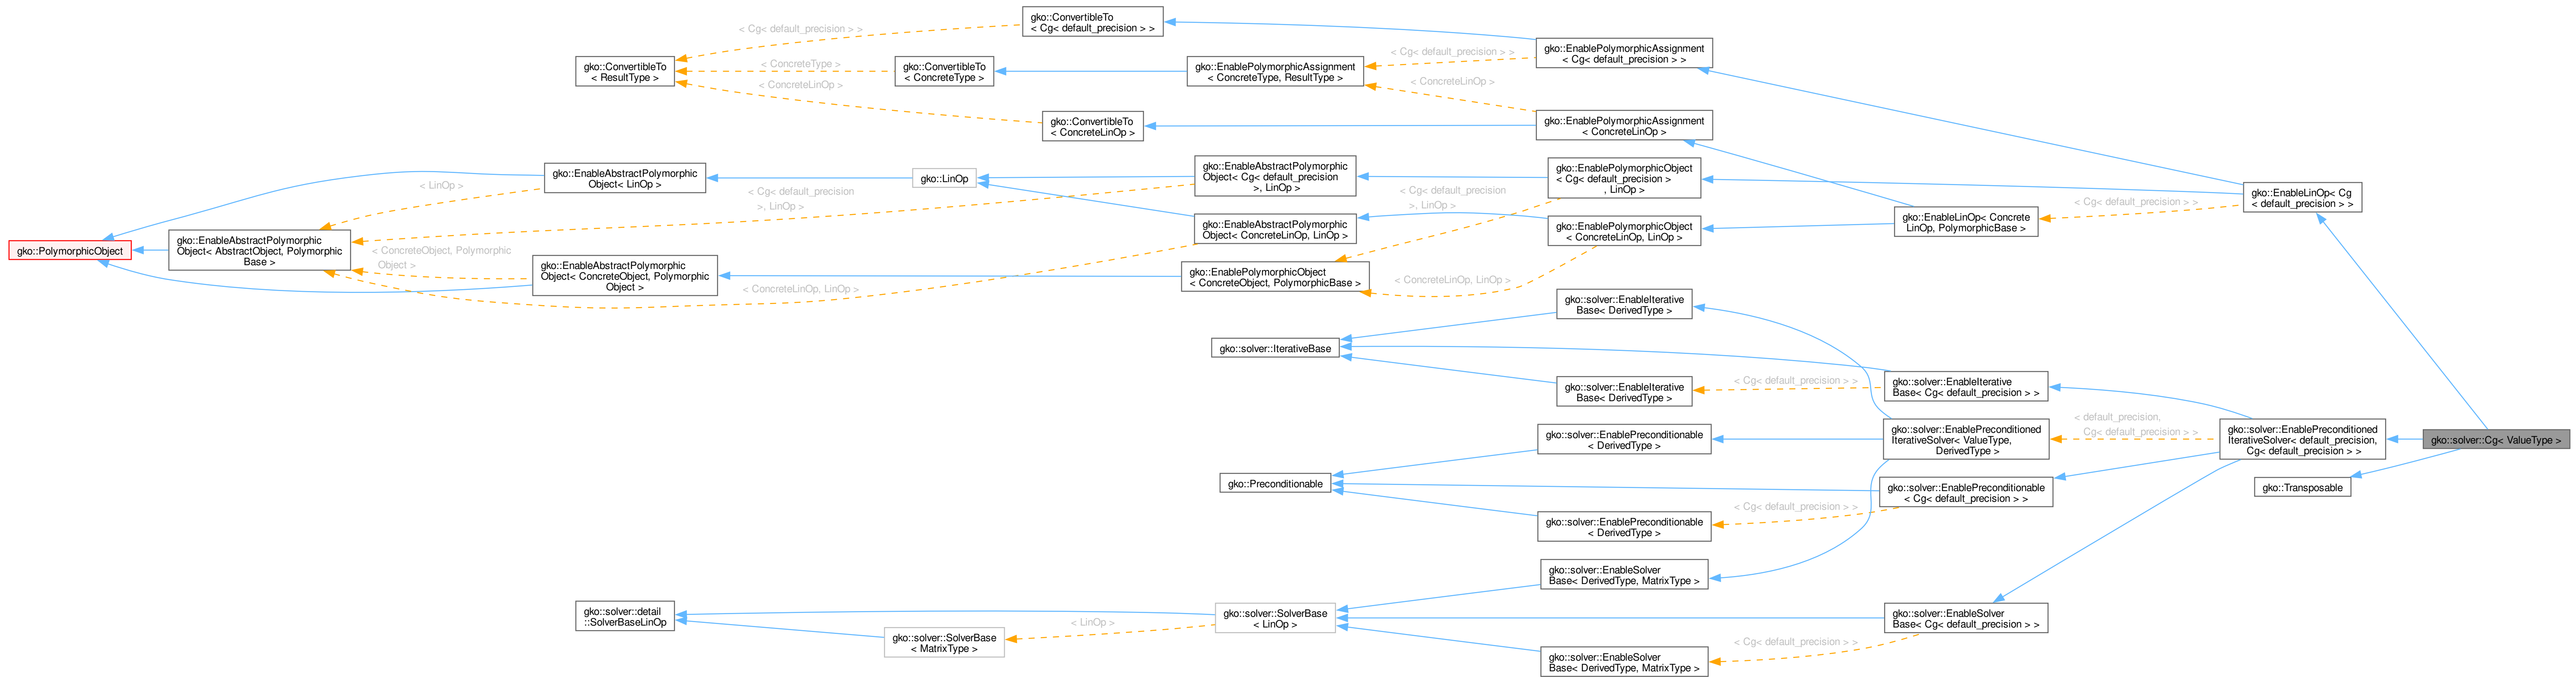 gko::PolymorphicObject
gko::EnableAbstractPolymorphic
Object< AbstractObject, Polymorphic
Base >
gko::ConvertibleTo
< ResultType >
gko::EnableAbstractPolymorphic
Object< LinOp >
gko::EnableAbstractPolymorphic
Object< ConcreteObject, Polymorphic
Object >
gko::solver::detail
::SolverBaseLinOp
< LinOp >
< Cg< default_precision
>, LinOp >
< ConcreteObject, Polymorphic
Object >
< ConcreteLinOp, LinOp >
< Cg< default_precision > >
< ConcreteType >
< ConcreteLinOp >
gko::ConvertibleTo
< Cg< default_precision > >
gko::ConvertibleTo
< ConcreteType >
gko::ConvertibleTo
< ConcreteLinOp >
gko::LinOp
gko::solver::SolverBase
< MatrixType >
< LinOp >
gko::EnablePolymorphicAssignment
< ConcreteType, ResultType >
gko::EnableAbstractPolymorphic
Object< Cg< default_precision
>, LinOp >
gko::EnableAbstractPolymorphic
Object< ConcreteLinOp, LinOp >
gko::EnablePolymorphicObject
< ConcreteObject, PolymorphicBase >
gko::solver::IterativeBase
gko::Preconditionable
gko::solver::SolverBase
< LinOp >
< Cg< default_precision > >
< ConcreteLinOp >
< Cg< default_precision
>, LinOp >
< ConcreteLinOp, LinOp >
gko::EnablePolymorphicAssignment
< Cg< default_precision > >
gko::EnablePolymorphicAssignment
< ConcreteLinOp >
gko::EnablePolymorphicObject
< Cg< default_precision >
, LinOp >
gko::EnablePolymorphicObject
< ConcreteLinOp, LinOp >
gko::solver::EnableIterative
Base< DerivedType >
gko::solver::EnableIterative
Base< DerivedType >
gko::solver::EnablePreconditionable
< DerivedType >
gko::solver::EnablePreconditionable
< DerivedType >
gko::solver::EnableSolver
Base< DerivedType, MatrixType >
gko::solver::EnableSolver
Base< DerivedType, MatrixType >
< Cg< default_precision > >
< Cg< default_precision > >
< Cg< default_precision > >
gko::EnableLinOp< Concrete
LinOp, PolymorphicBase >
gko::solver::EnableIterative
Base< Cg< default_precision > >
gko::solver::EnablePreconditioned
IterativeSolver< ValueType,
DerivedType >
gko::solver::EnablePreconditionable
< Cg< default_precision > >
gko::solver::EnableSolver
Base< Cg< default_precision > >
< Cg< default_precision > >
< default_precision,
Cg< default_precision > >
gko::EnableLinOp< Cg
< default_precision > >
gko::solver::EnablePreconditioned
IterativeSolver< default_precision,
Cg< default_precision > >
gko::Transposable
gko::solver::Cg< ValueType >